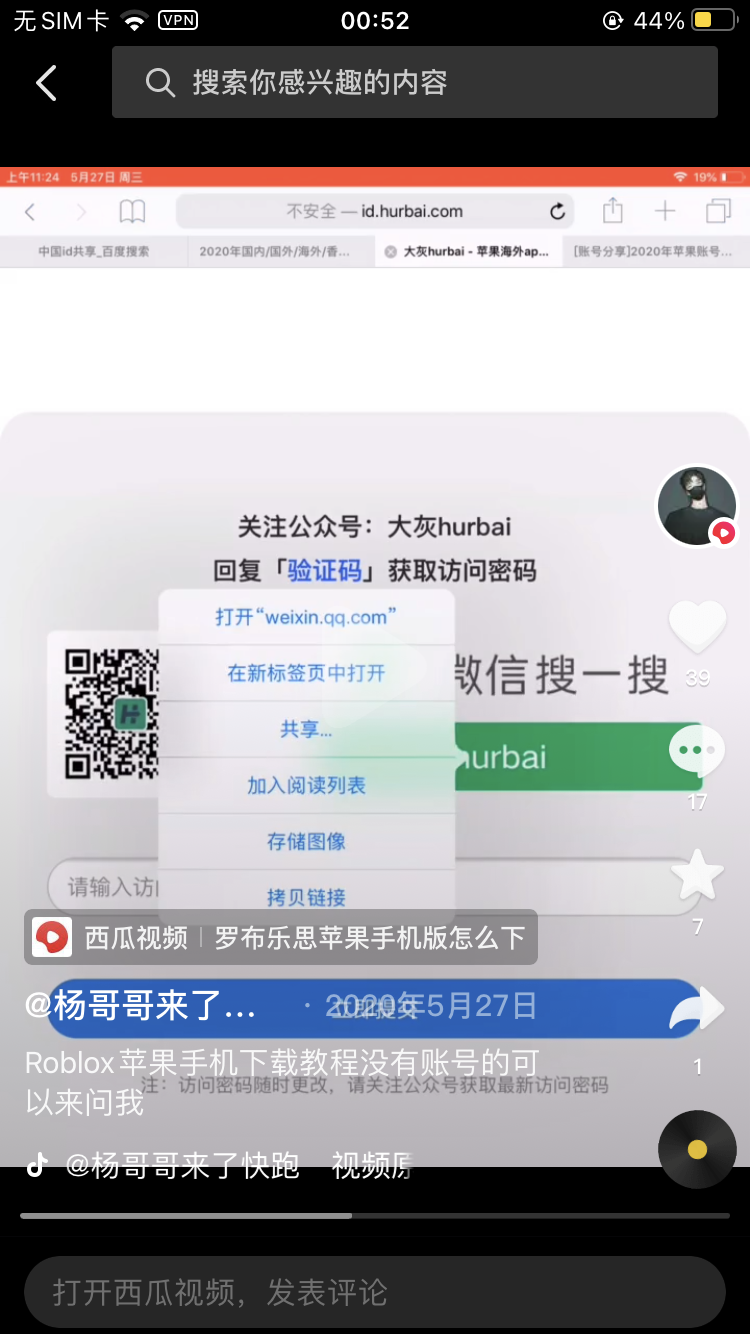 无SIM卡 VPN 00:52 44%
搜索你感兴趣的内容
上午11:24 5月27日 周三 19%
不安全 — id.hurbai.com
中国id共享_百度搜索 2020年国内/国外/海外/香... 大灰hurbai - 苹果海外ap... [账号分享]2020年苹果账号...
关注公众号：大灰hurbai
回复「验证码」获取访问密码
打开“weixin.qq.com”
在新标签页中打开
微信搜一搜
39
共享...
hurbai
加入阅读列表
17
存储图像
请输入访
拷贝链接
7
西瓜视频 罗布乐思苹果手机版怎么下
@杨哥哥来了... · 2020年5月27日
立即提交
Roblox苹果手机下载教程没有账号的可
以来问我
1
注：访问密码随时更改，请关注公众号获取最新访问密码
@杨哥哥来了快跑 视频原
打开西瓜视频，发表评论